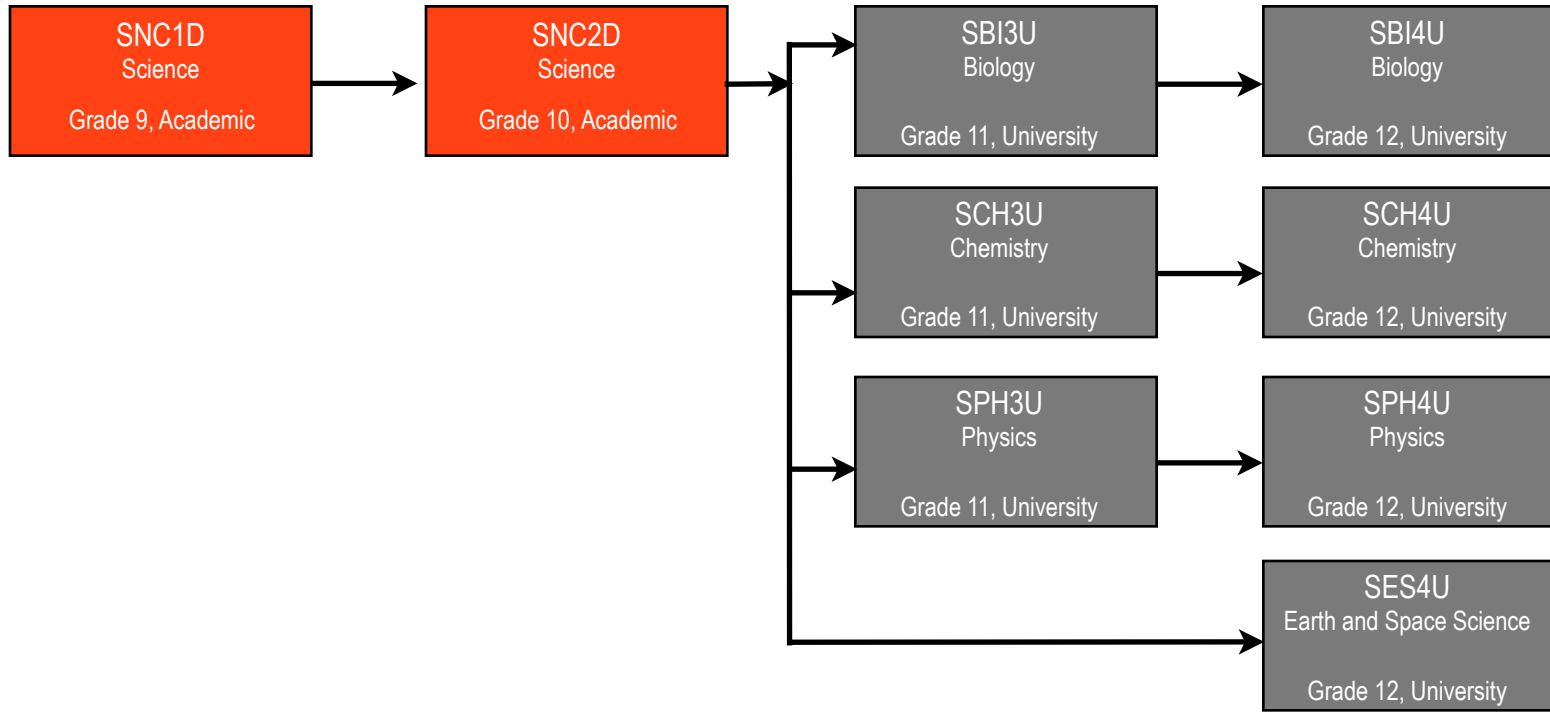 SNC1D
Science
Grade 9, Academic
SNC2D
Science
Grade 10, Academic
SBI3U
Biology
Grade 11, University
SBI4U
Biology
Grade 12, University
SCH3U
Chemistry
Grade 11, University
SCH4U
Chemistry
Grade 12, University
SPH3U
Physics
Grade 11, University
SPH4U
Physics
Grade 12, University
SES4U
Earth and Space Science
Grade 12, University